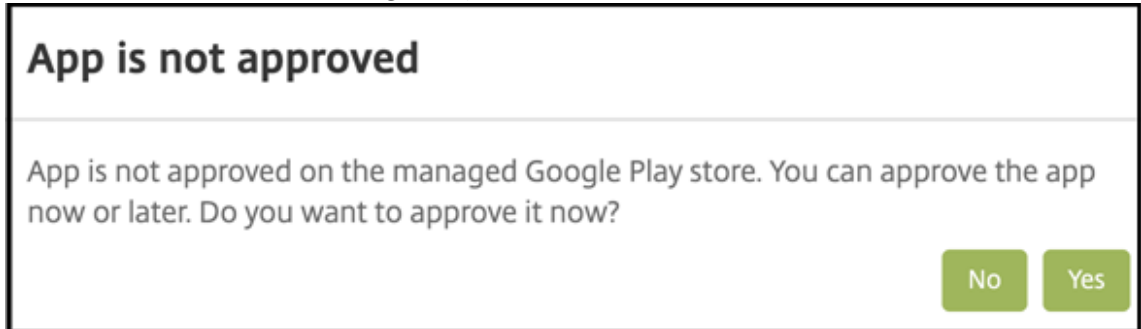 App is not approved
App is not approved on the managed Google Play store. You can approve the app
now or later. Do you want to approve it now?
No Yes